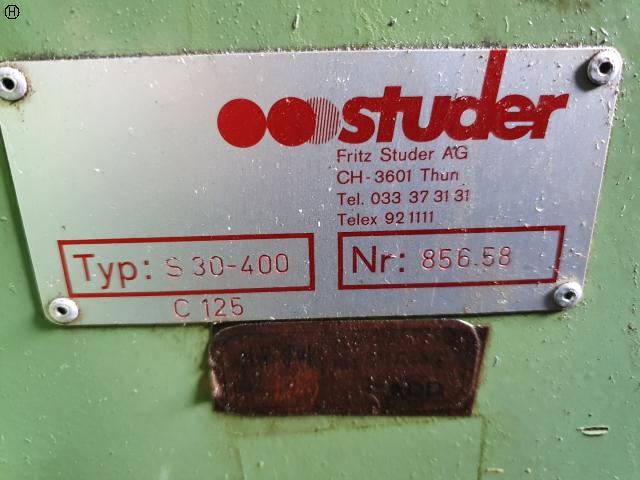 H
studer
Fritz Studer AG
CH-3601 Thun
Tel. 033 37 31 31
Telex 92 1111
Typ: S 30-400
Nr: 856.58
C 125